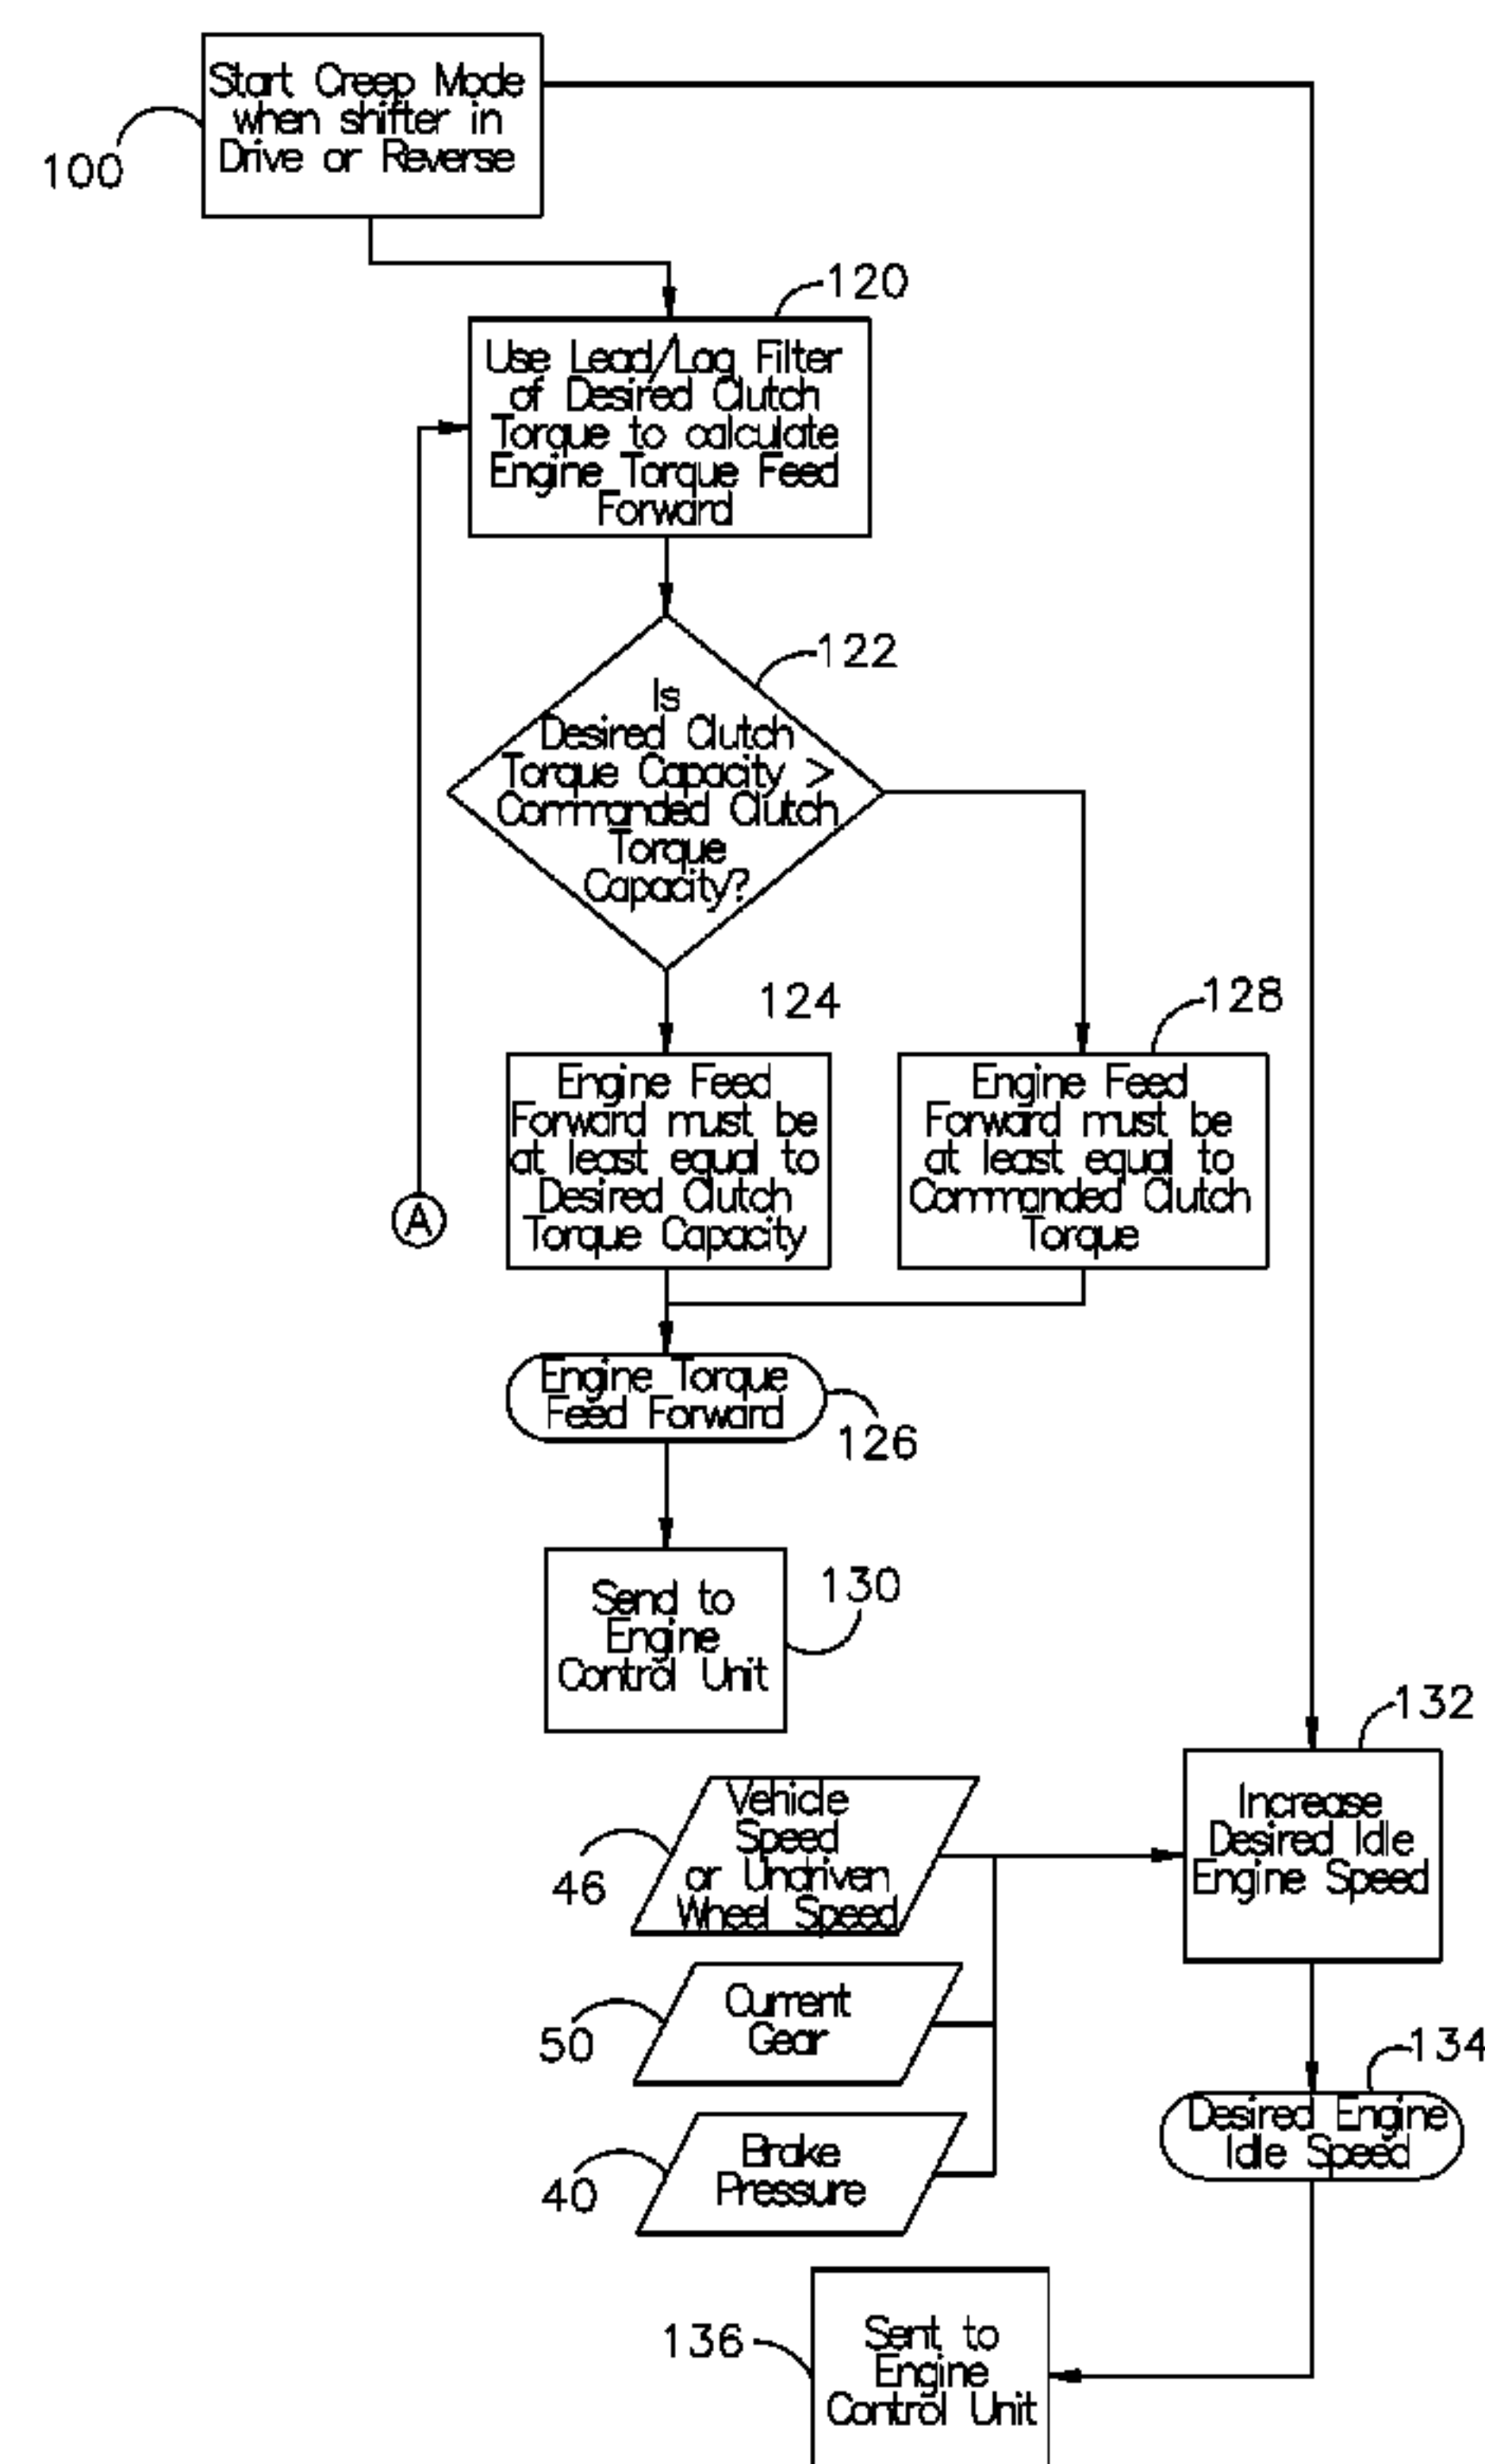 Start Creep Mode
when shifter in
Drive or Reverse
100
120
Use Lead/Lag Filter
of Desired Clutch
Torque to calculate
Engine Torque Feed
Forward
122
Is
Desired Clutch
Torque Capacity >
Commanded Clutch
Torque
Capacity?
124
Engine Feed
Forward must be
at least equal to
Desired Clutch
Torque Capacity
128
Engine Feed
Forward must be
at least equal to
Commanded Clutch
Torque
A
Engine Torque
Feed Forward
126
Send to
Engine
Control Unit
130
132
Increase
Desired Idle
Engine Speed
Vehicle
Speed
or Undriven
Wheel Speed
46
Current
Gear
50
134
Desired Engine
Idle Speed
Brake
Pressure
40
136
Sent to
Engine
Control Unit